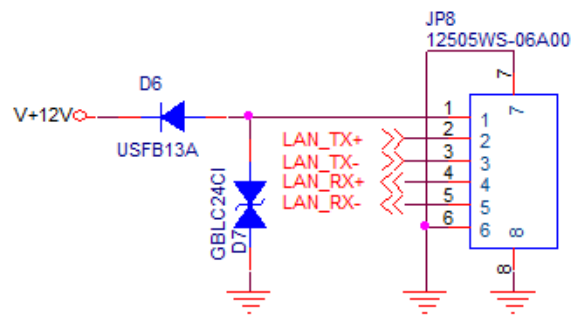 JP8
12505WS-06A00
D6
V+12V
USFB13A
7
7
1 1
LAN_TX+ 2 2
LAN_TX- 3 3
LAN_RX+ 4 4
LAN_RX- 5 5
6 6
GBLC24CI
D7
8
8